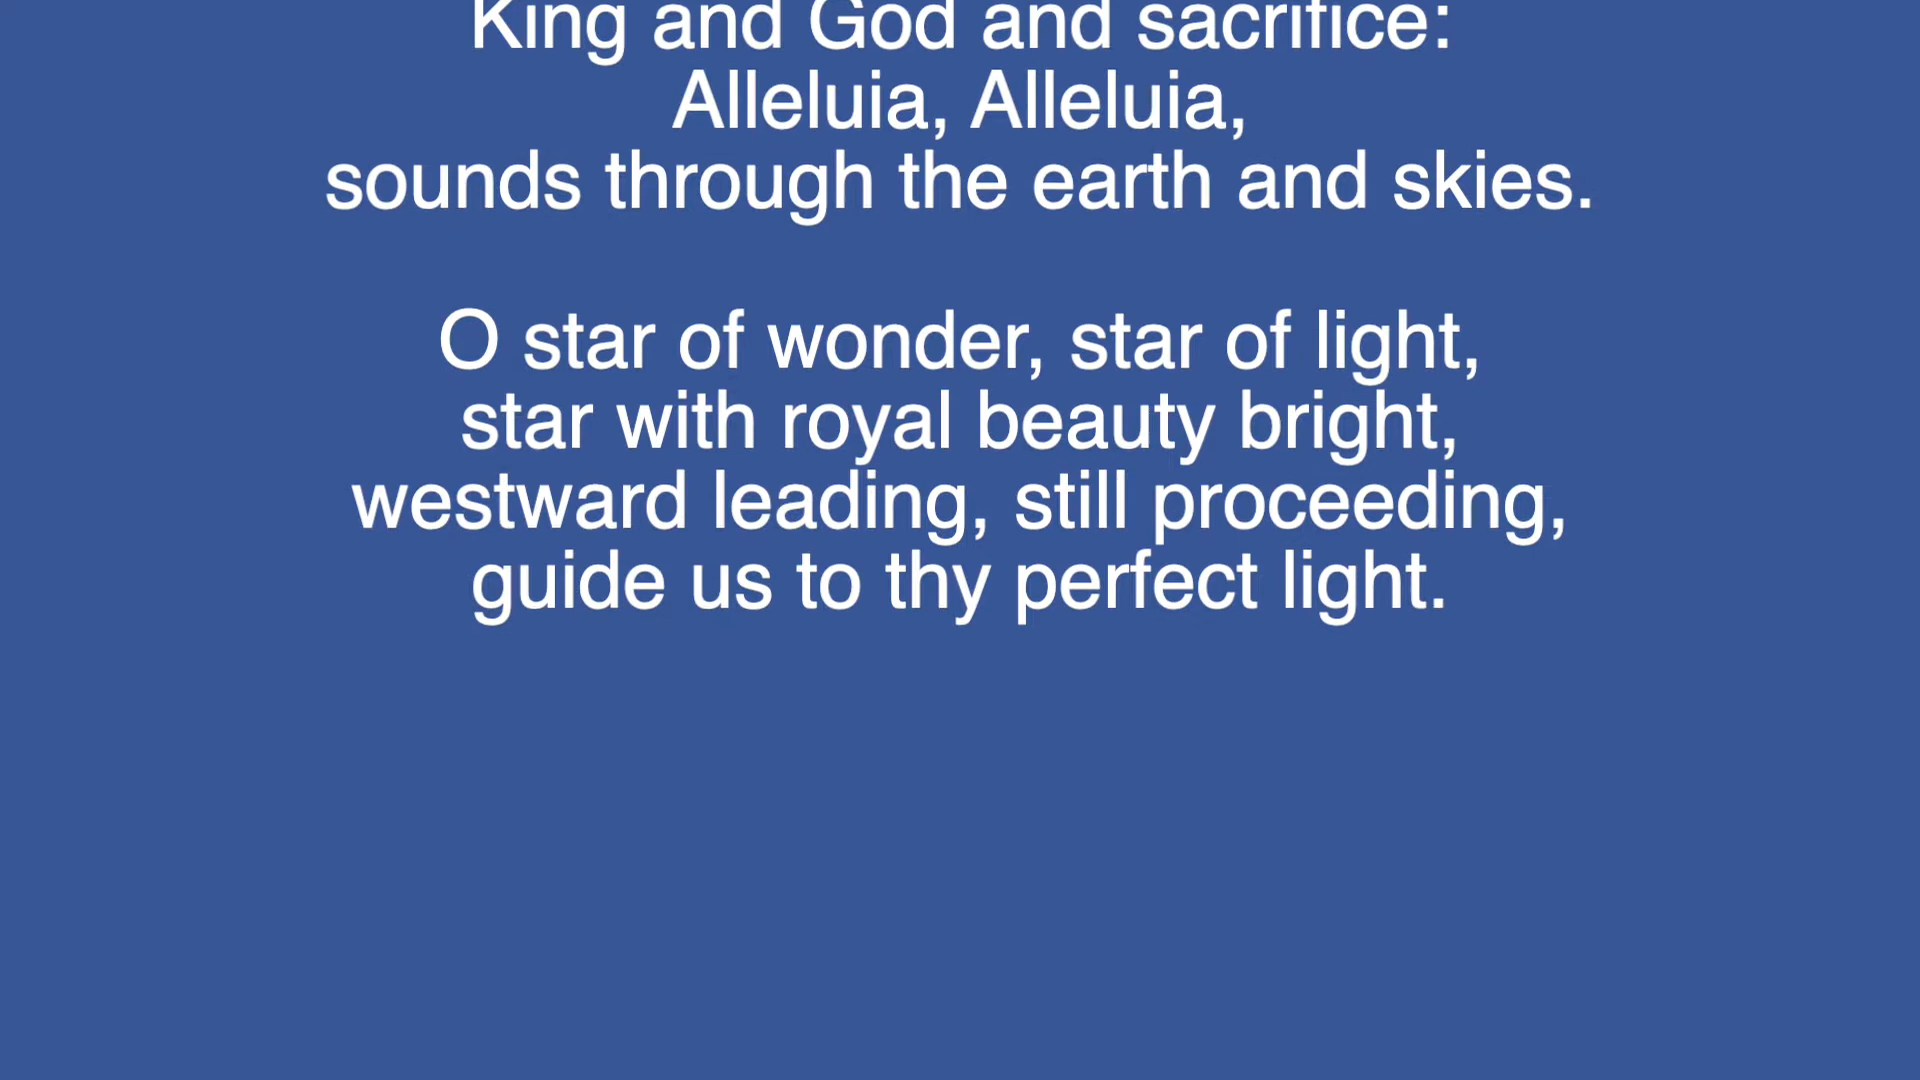 King and God and sacrifice:
Alleluia, Alleluia,
sounds through the earth and skies.
O star of wonder, star of light,
star with royal beauty bright,
westward leading, still proceeding,
guide us to thy perfect light.